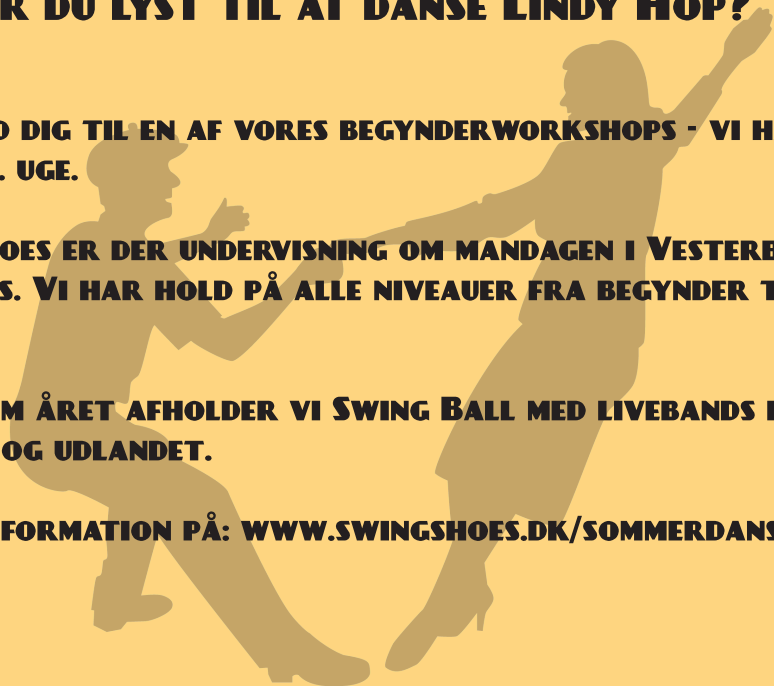 R DU LYST TIL AT DANSE LINDY HOP?
D DIG TIL EN AF VORES BEGYNDERWORKSHOPS - VI H
. UGE.
OES ER DER UNDERVISNING OM MANDAGEN I VESTERB
S. VI HAR HOLD PÅ ALLE NIVEAUER FRA BEGYNDER T
M ÅRET AFHOLDER VI SWING BALL MED LIVEBANDS
OG UDLANDET.
FORMATION PÅ: WWW.SWINGSHOES.DK/SOMMERDANS